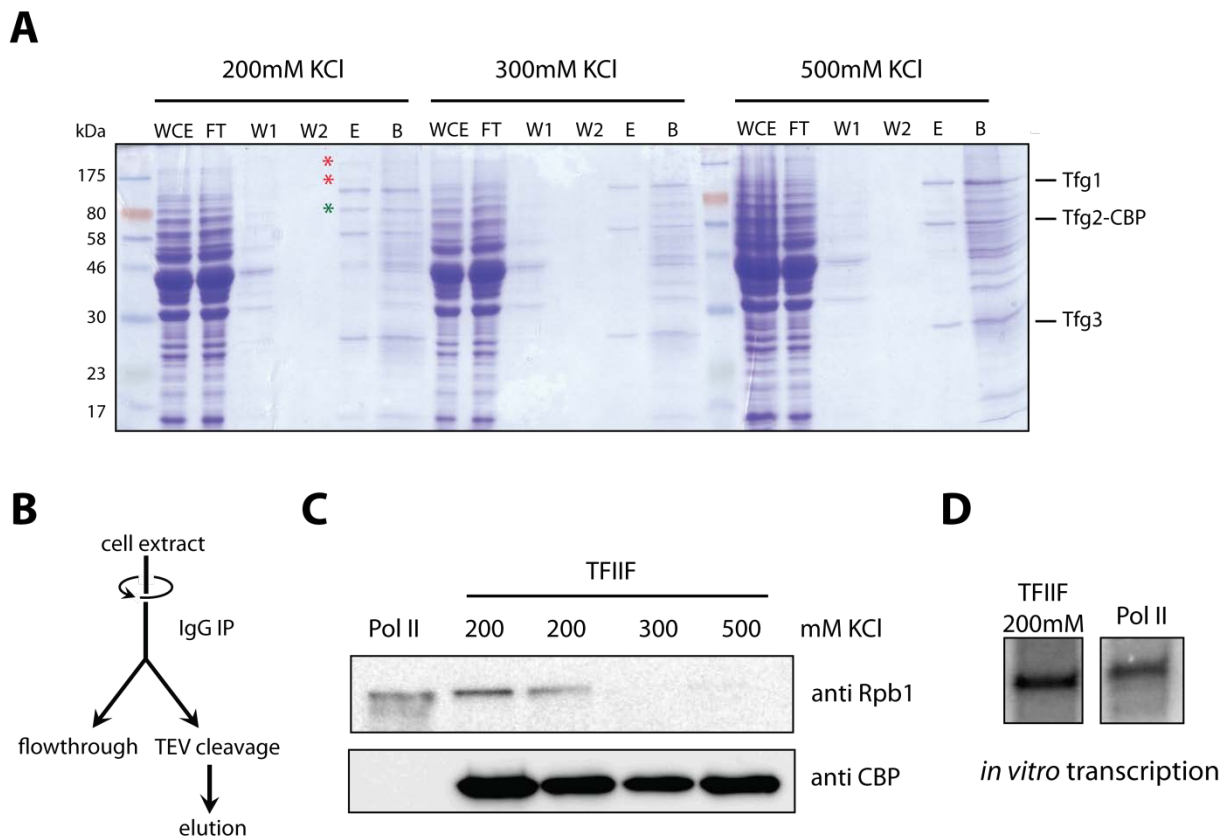 A
200mM KCl 300mM KCl 500mM KCl
kDa WCE FT W1 W2 E B WCE FT W1 W2 E B WCE FT W1 W2 E B
*
175 * Tfg1
80 * Tfg2-CBP
58
46
30 Tfg3
23
17
B
cell extract
IgG IP
flowthrough TEV cleavage
elution
C
TFIIF
Pol II 200 200 300 500 mM KCl
anti Rpb1
anti CBP
D
TFIIF
200mM Pol II
in vitro transcription